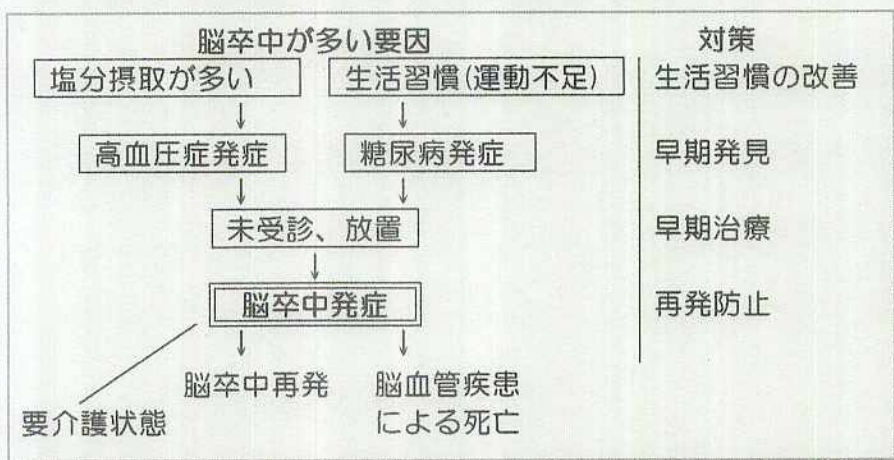 脳卒中が多い要因 対策
塩分摂取が多い 生活習慣(運動不足) 生活習慣の改善
高血圧症発症 糖尿病発症 早期発見
未受診、放置 早期治療
脳卒中発症 再発防止
脳卒中再発 脳血管疾患
要介護状態 による死亡